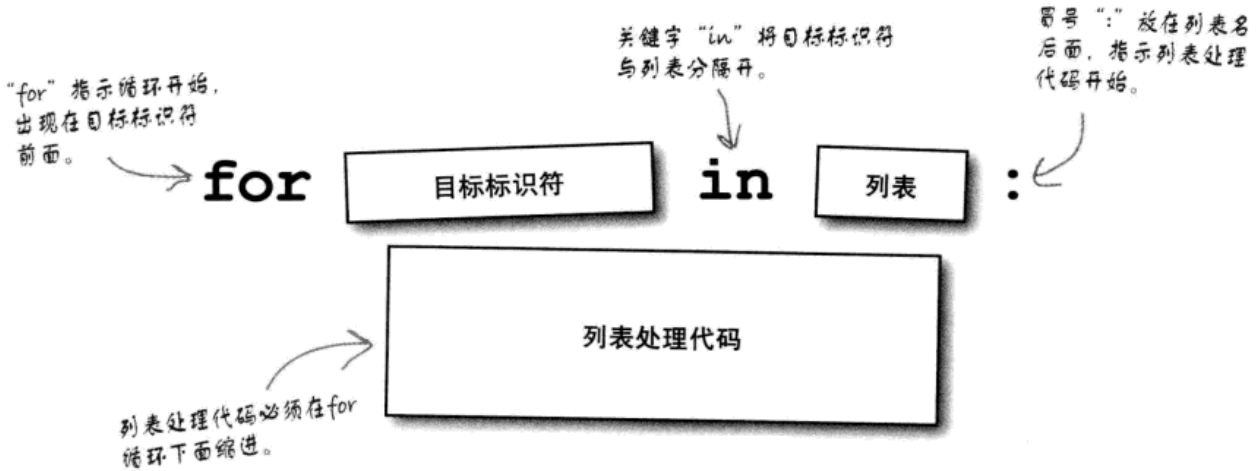 “for”指示循环开始,
出现在目标标识符
前面。
关键字“in”将目标标识符
与列表分隔开。
冒号“:”放在列表名
后面, 指示列表处理
代码开始。
for 目标标识符 in 列表 :
列表处理代码
列表处理代码必须在for
循环下面缩进。